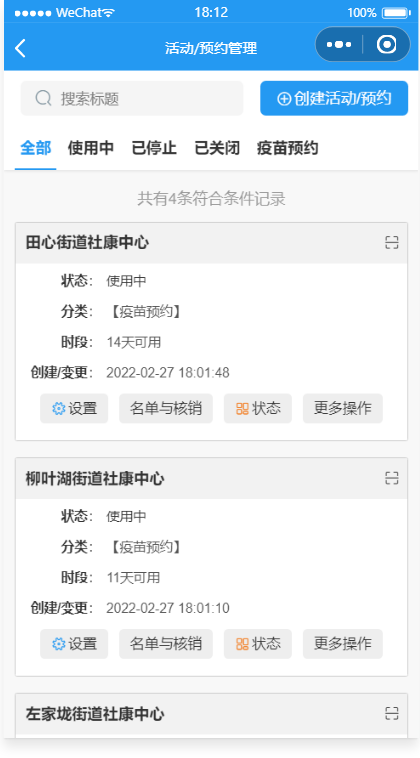 WeChat 18:12 100%
活动/预约管理
搜索标题 创建活动/预约
全部 使用中 已停止 已关闭 疫苗预约
共有4条符合条件记录
田心街道社康中心
状态： 使用中
分类： 【疫苗预约】
时段： 14天可用
创建/变更： 2022-02-27 18:01:48
设置 名单与核销 状态 更多操作
柳叶湖街道社康中心
状态： 使用中
分类： 【疫苗预约】
时段： 11天可用
创建/变更： 2022-02-27 18:01:10
设置 名单与核销 状态 更多操作
左家垅街道社康中心